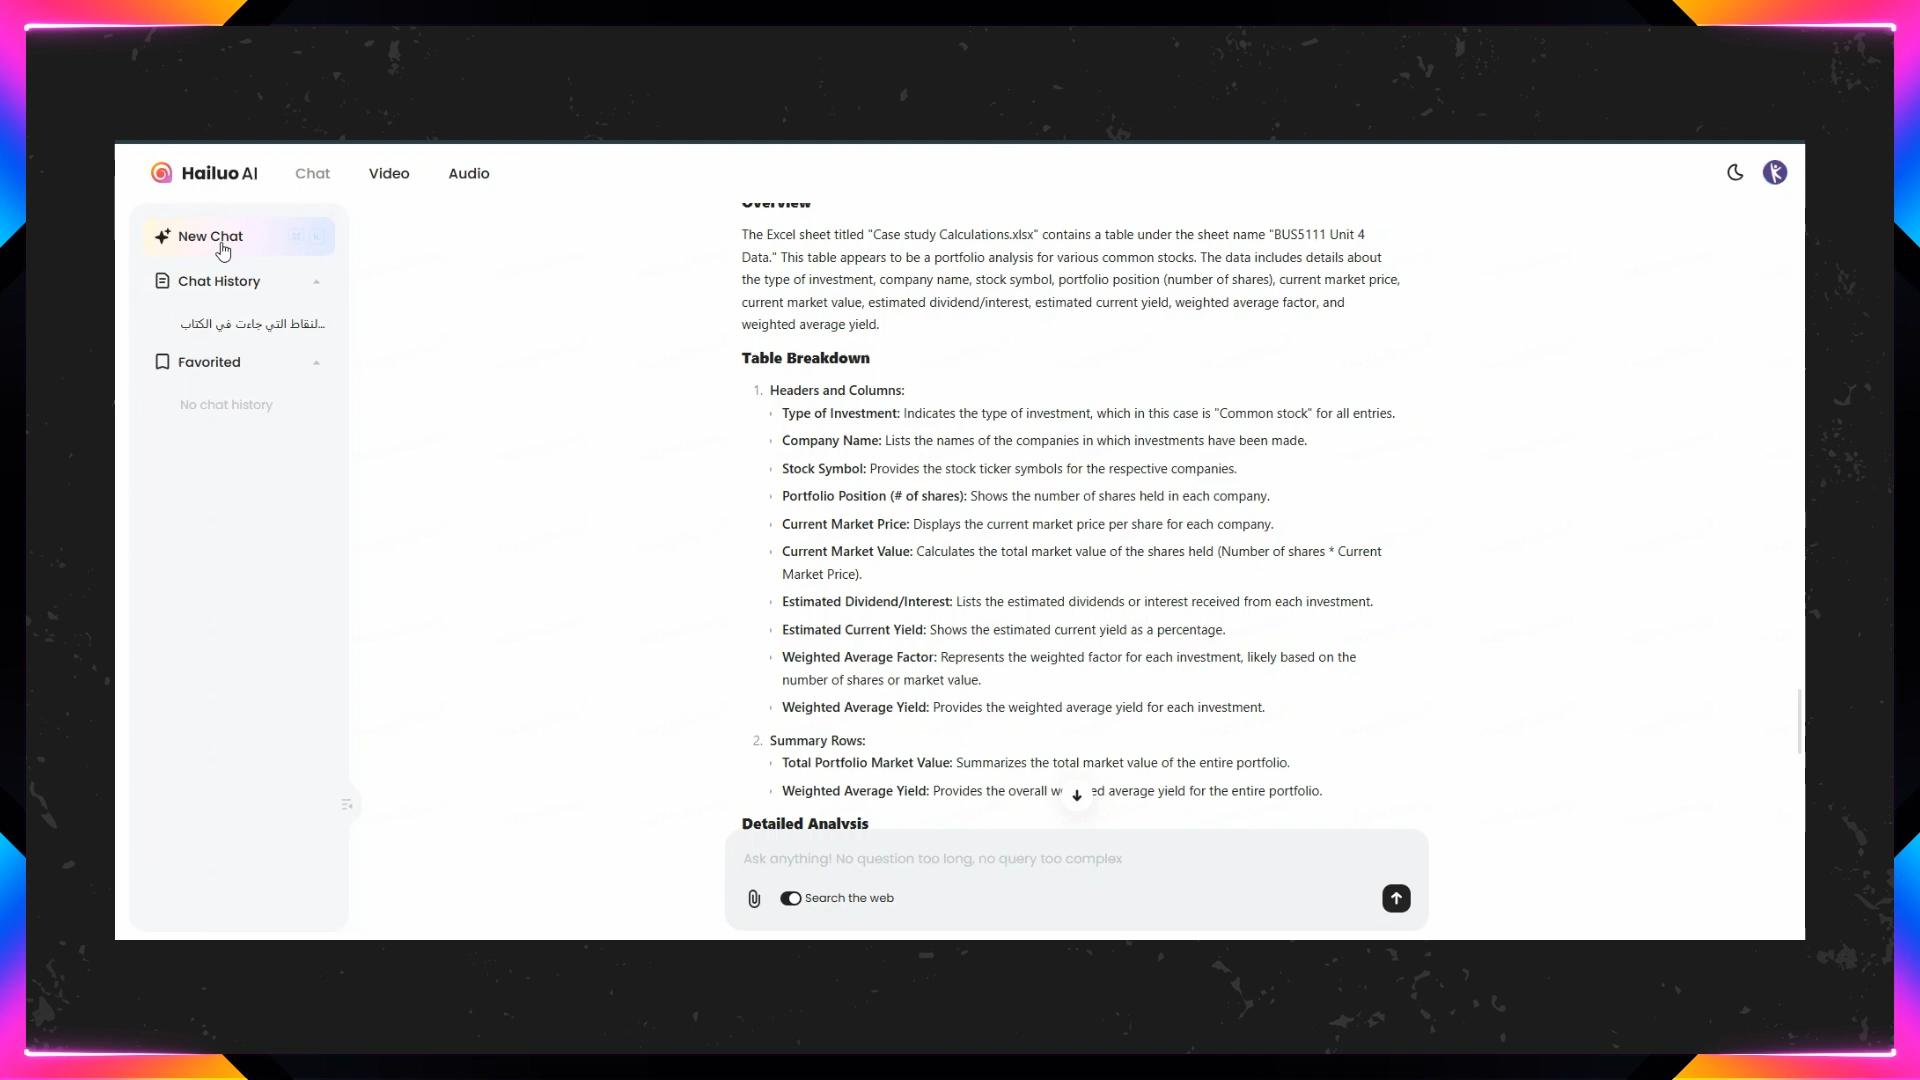 Hailuo AI
Chat
Video
Audio
New Chat
Chat History
لنقاط التي جاءت في الكتاب...
Favorited
No chat history
Overview
The Excel sheet titled "Case study Calculations.xlsx" contains a table under the sheet name "BUS5111 Unit 4
Data." This table appears to be a portfolio analysis for various common stocks. The data includes details about
the type of investment, company name, stock symbol, portfolio position (number of shares), current market price,
current market value, estimated dividend/interest, estimated current yield, weighted average factor, and
weighted average yield.
Table Breakdown
1. Headers and Columns:
Type of Investment: Indicates the type of investment, which in this case is "Common stock" for all entries.
Company Name: Lists the names of the companies in which investments have been made.
Stock Symbol: Provides the stock ticker symbols for the respective companies.
Portfolio Position (# of shares): Shows the number of shares held in each company.
Current Market Price: Displays the current market price per share for each company.
Current Market Value: Calculates the total market value of the shares held (Number of shares * Current
Market Price).
Estimated Dividend/Interest: Lists the estimated dividends or interest received from each investment.
Estimated Current Yield: Shows the estimated current yield as a percentage.
Weighted Average Factor: Represents the weighted factor for each investment, likely based on the
number of shares or market value.
Weighted Average Yield: Provides the weighted average yield for each investment.
2. Summary Rows:
Total Portfolio Market Value: Summarizes the total market value of the entire portfolio.
Weighted Average Yield: Provides the overall average yield for the entire portfolio.
Detailed Analysis
Ask anything! No question too long, no query too complex
Search the web